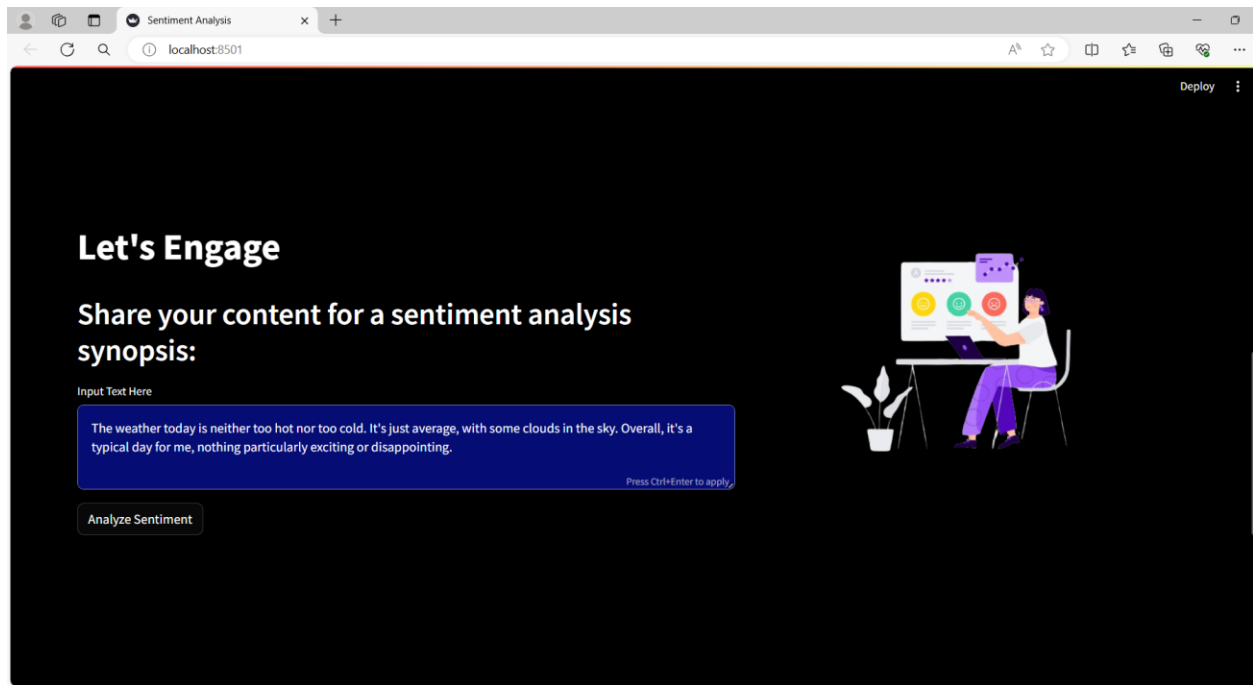 Sentiment Analysis
localhost:8501
Deploy
Let's Engage
Share your content for a sentiment analysis
synopsis:
Input Text Here
The weather today is neither too hot nor too cold. It's just average, with some clouds in the sky. Overall, it's a
typical day for me, nothing particularly exciting or disappointing.
Press Ctrl+Enter to apply
Analyze Sentiment